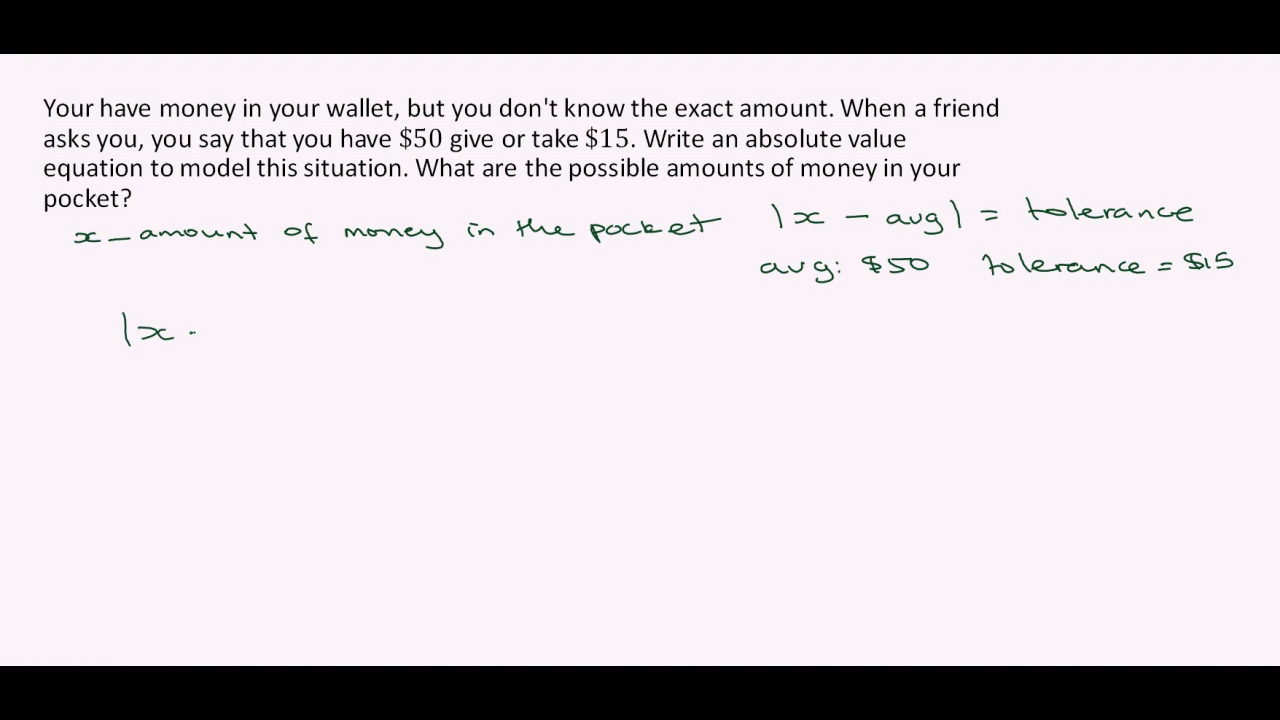 Your have money in your wallet, but you don't know the exact amount. When a friend
asks you, you say that you have $50 give or take $15. Write an absolute value
equation to model this situation. What are the possible amounts of money in your
pocket?
x – amount of money in the pocket
|x - avg| = tolerance
avg: $50 tolerance = $15
|x -